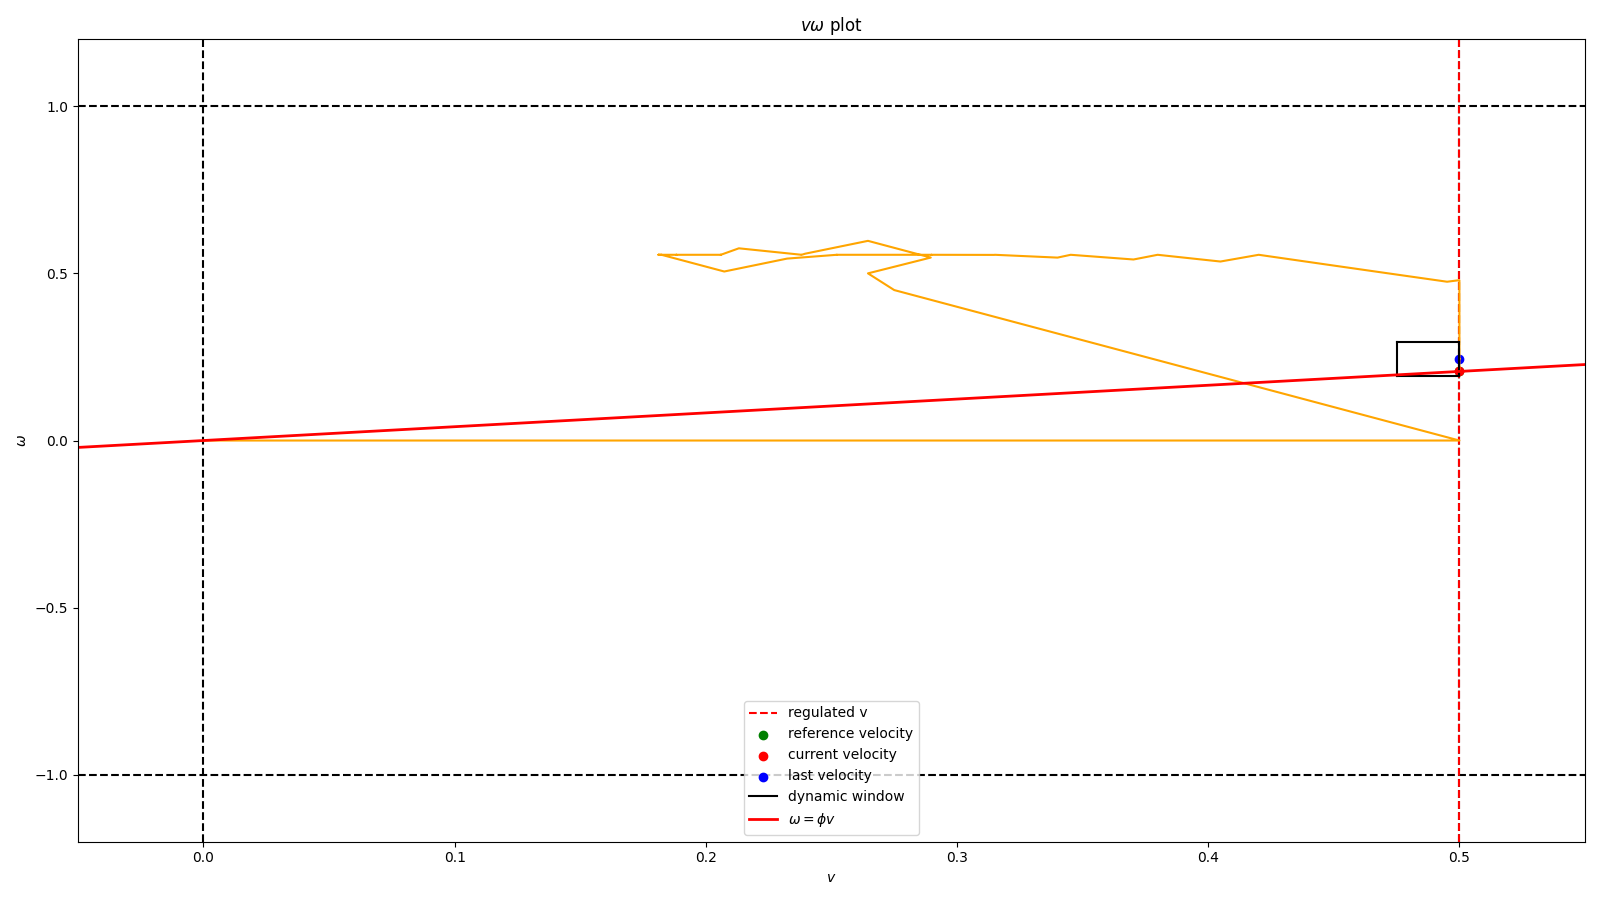 vω plot
1.0
0.5
0.0
−0.5
−1.0
ω
0.0
0.1
0.2
0.3
0.4
0.5
v
regulated v
reference velocity
current velocity
last velocity
dynamic window
ω = ϕv